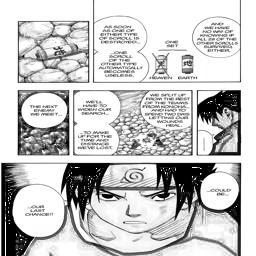 AND
WE HAVE
NO WAY OF
KNOWING IF
ALL 28 OF THE
OTHER SCROLLS
SURVIVED,
EITHER.
ONE
SET
HEAVEN EARTH
AS SOON
AS ONE OF
EITHER TYPE
OF SCROLL IS
DESTROYED...
...ONE
SCROLL OF
THE OTHER
TYPE
AUTOMATICALLY
BECOMES
USELESS.
WE SPLIT UP
FROM THE REST
OF THE TEAMS
FROM KONOHA...
AND HAD TO
SPEND TWO DAYS
LETTING OUR
WOUNDS
HEAL.
WE'LL
HAVE TO
WIDEN OUR
SEARCH...
TO MAKE
UP FOR THE
TIME AND
DISTANCE
WE'VE LOST.
THE NEXT
ENEMY
WE MEET...
...COULD
BE...
...OUR
LAST
CHANCE!!